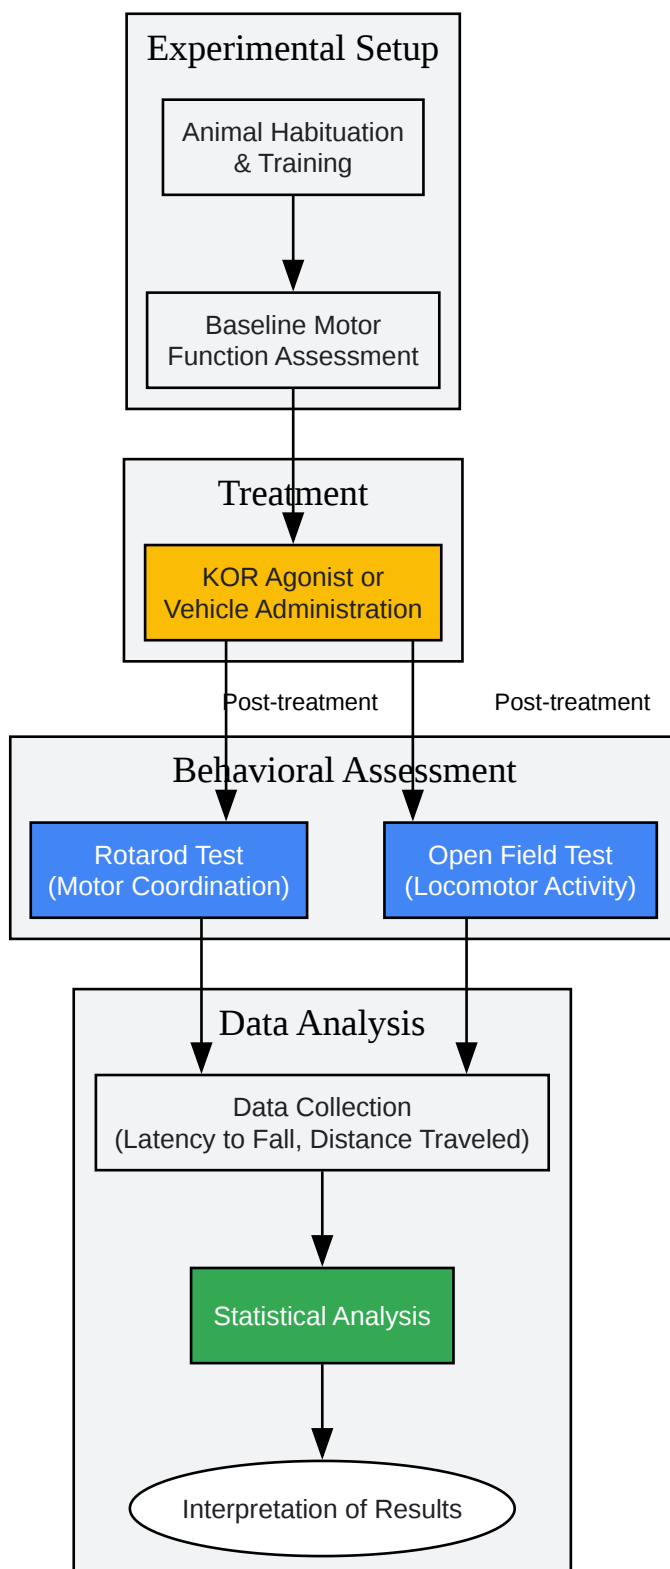 Experimental Setup
Animal Habituation
& Training
Baseline Motor
Function Assessment
Treatment
KOR Agonist or
Vehicle Administration
Post-treatment
Post-treatment
Behavioral Assessment
Rotarod Test
(Motor Coordination)
Open Field Test
(Locomotor Activity)
Data Analysis
Data Collection
(Latency to Fall, Distance Traveled)
Statistical Analysis
Interpretation of Results